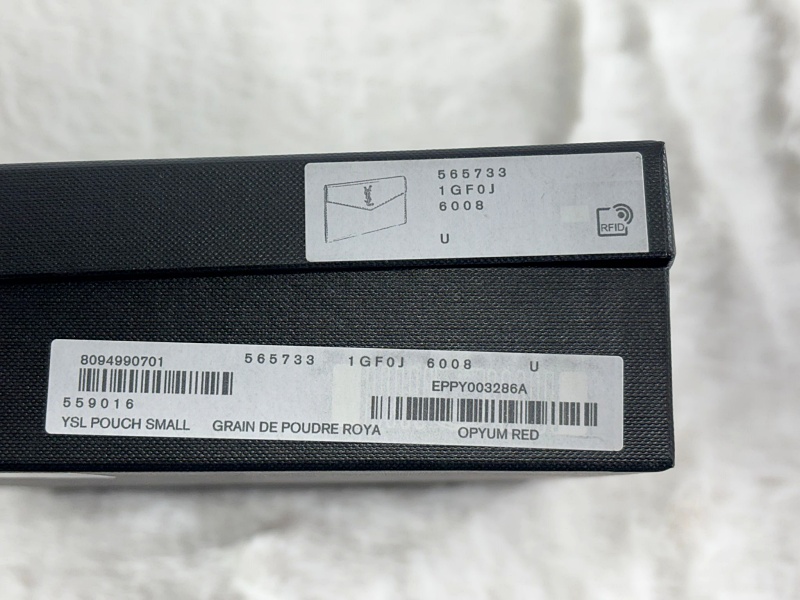 565733
1GF0J
6008
U
RFID
YSL
8094990701 565733 1GF0J 6008 U
EPPY003286A
559016
YSL POUCH SMALL GRAIN DE POUDRE ROYA OPYUM RED